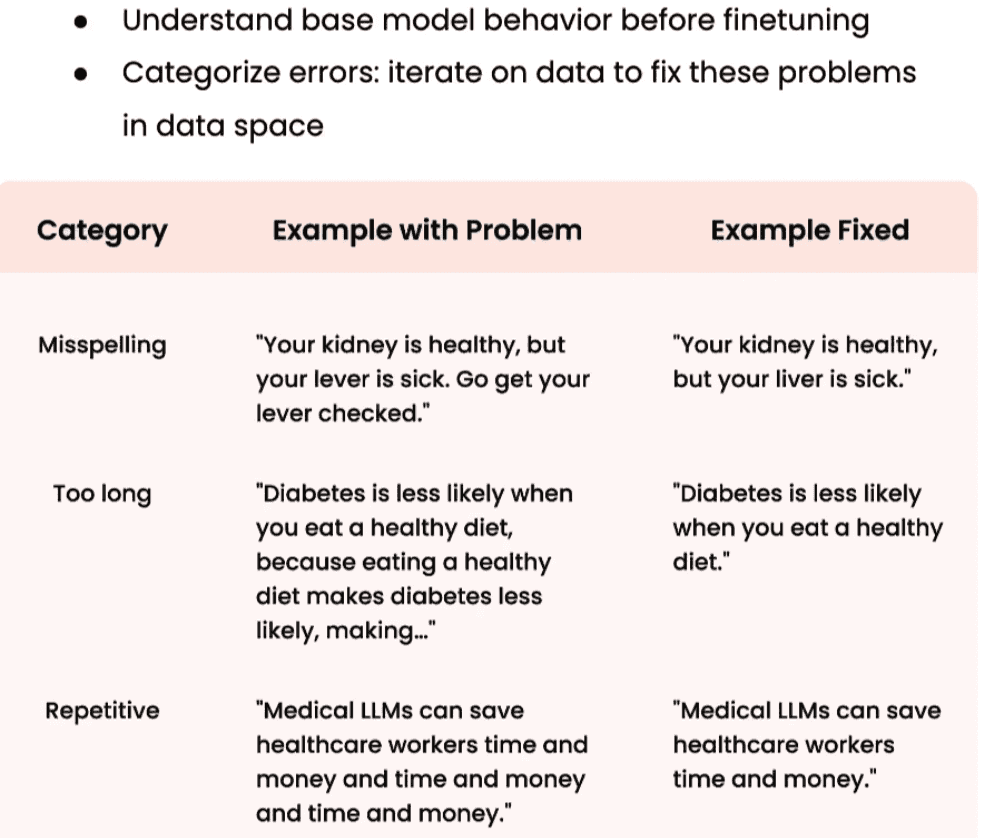 ● Understand base model behavior before finetuning
● Categorize errors: iterate on data to fix these problems
in data space
Category Example with Problem Example Fixed
Misspelling
"Your kidney is healthy, but
your lever is sick. Go get your
lever checked."
"Your kidney is healthy,
but your liver is sick."
Too long
"Diabetes is less likely when
you eat a healthy diet,
because eating a healthy
diet makes diabetes less
likely, making..."
"Diabetes is less likely
when you eat a healthy
diet."
Repetitive
"Medical LLMs can save
healthcare workers time and
money and time and money
and time and money."
"Medical LLMs can save
healthcare workers
time and money."